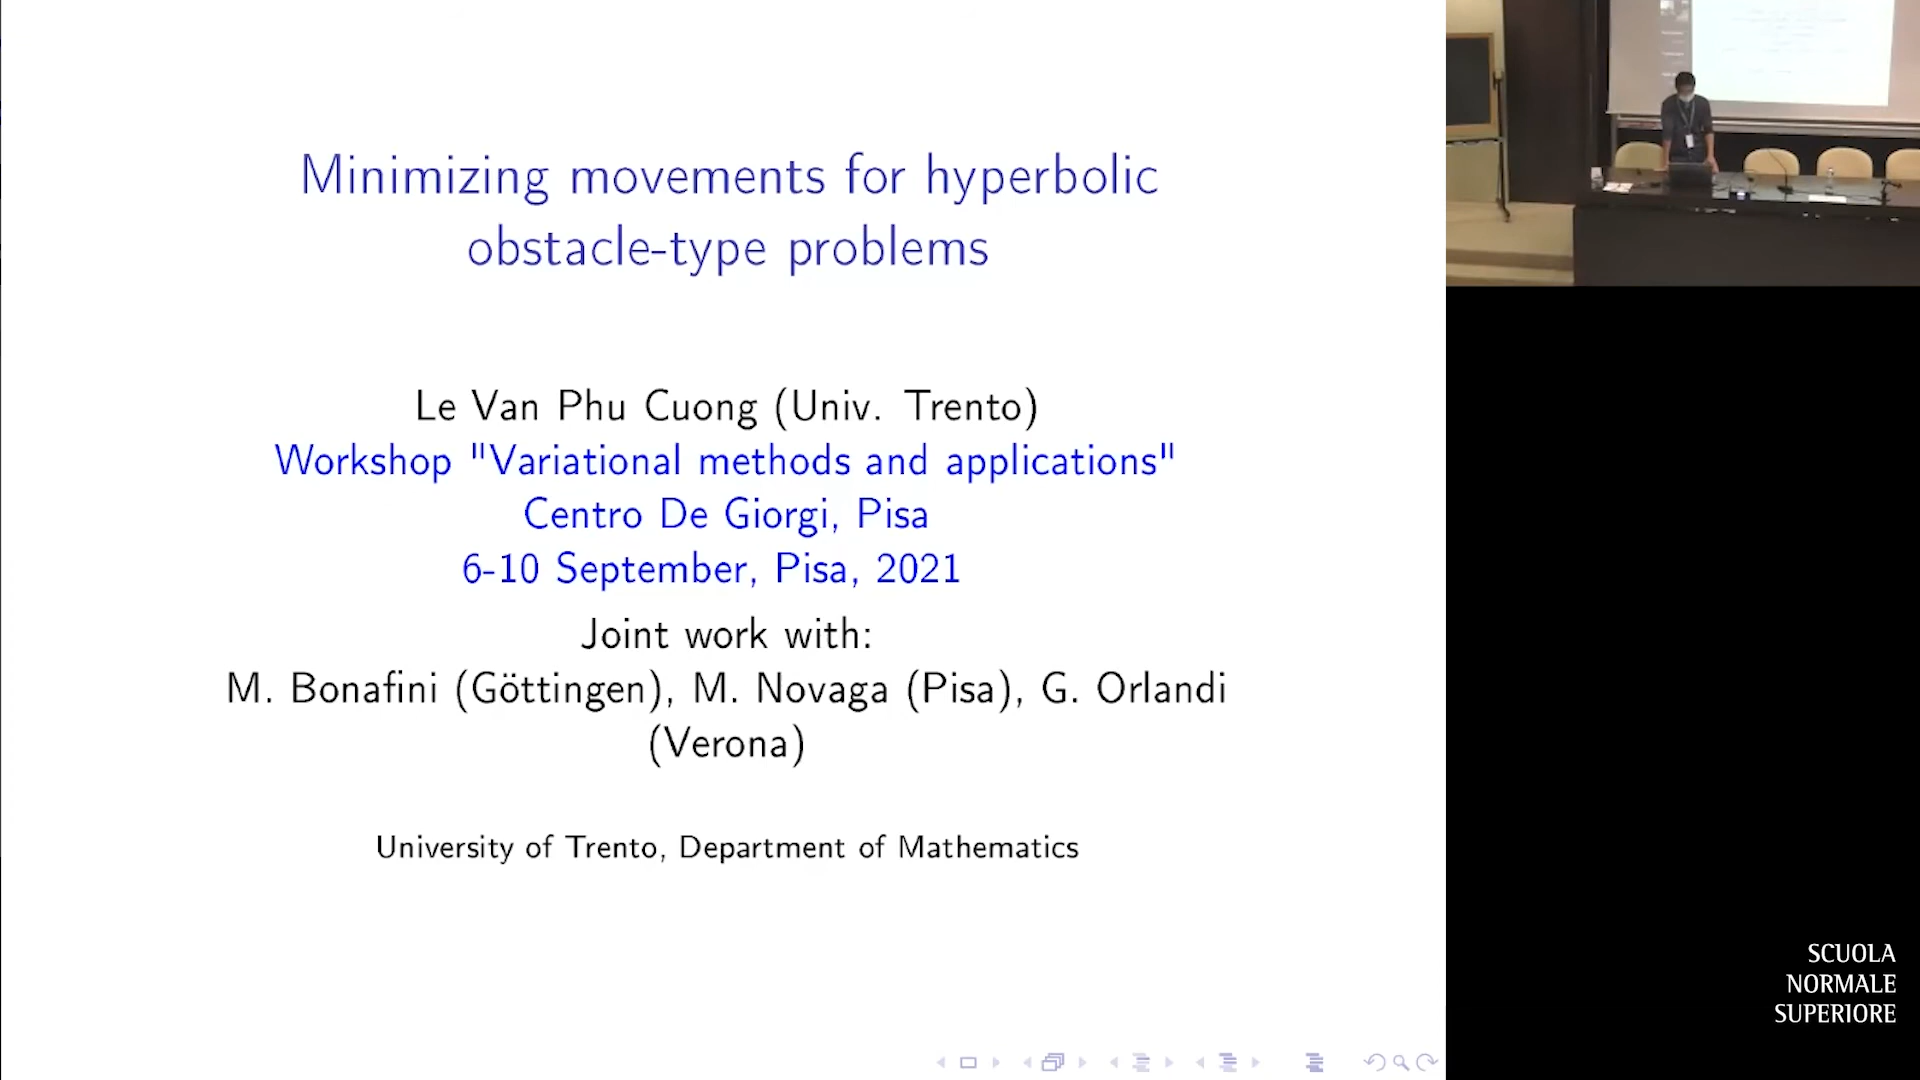 Minimizing movements for hyperbolic
obstacle-type problems
Le Van Phu Cuong (Univ. Trento)
Workshop "Variational methods and applications"
Centro De Giorgi, Pisa
6-10 September, Pisa, 2021
Joint work with:
M. Bonafini (Göttingen), M. Novaga (Pisa), G. Orlandi
(Verona)
University of Trento, Department of Mathematics
SCUOLA
NORMALE
SUPERIORE